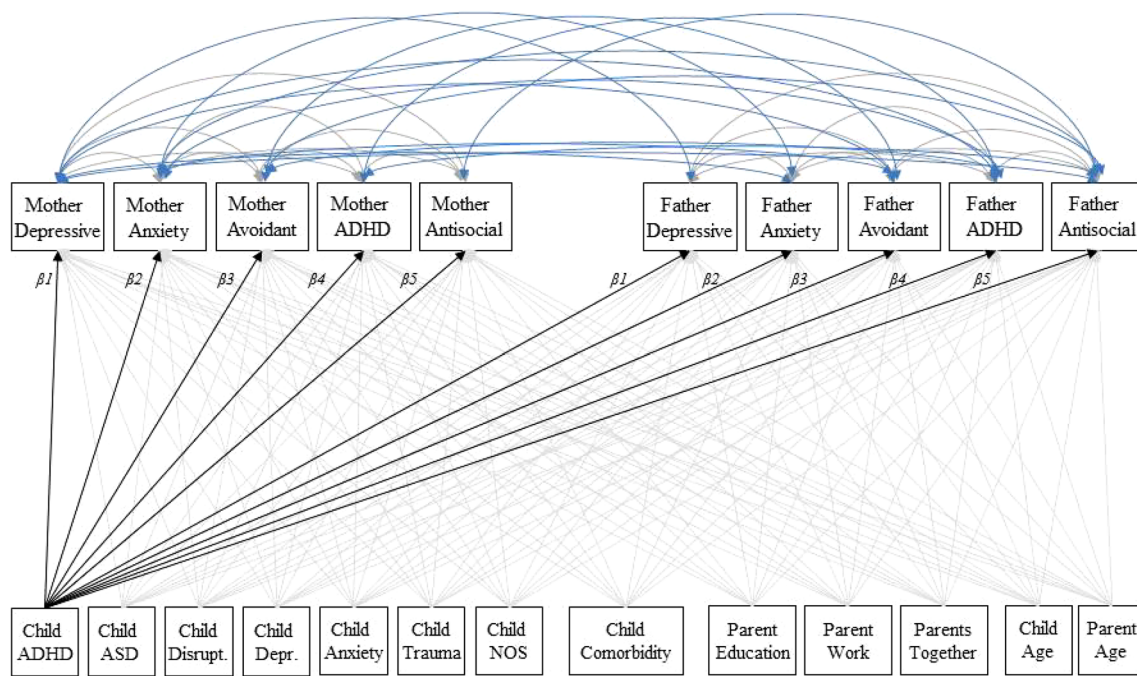 Mother
Depressive
Mother
Anxiety
Mother
Avoidant
Mother
ADHD
Mother
Antisocial
Father
Depressive
Father
Anxiety
Father
Avoidant
Father
ADHD
Father
Antisocial
β1
β2
β3
β4
β5
β1
β2
β3
β4
β5
Child
ADHD
Child
ASD
Child
Disrupt.
Child
Depr.
Child
Anxiety
Child
Trauma
Child
NOS
Child
Comorbidity
Parent
Education
Parent
Work
Parents
Together
Child
Age
Parent
Age